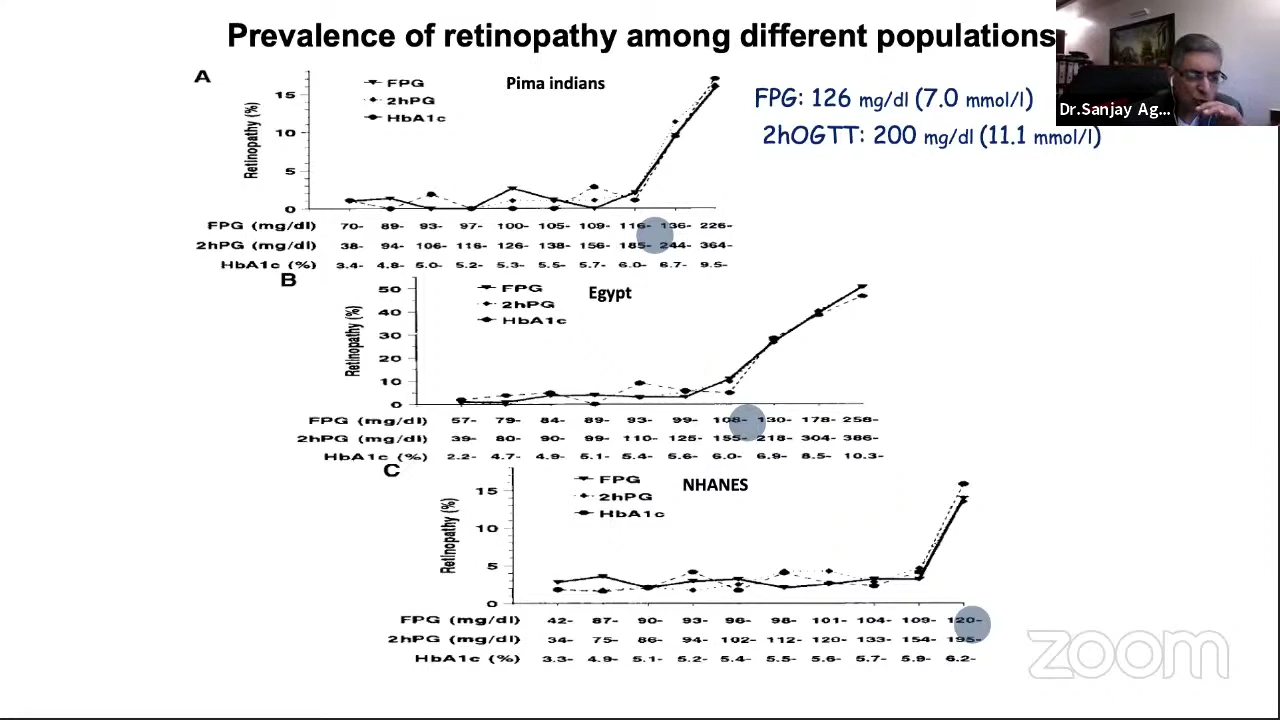 Prevalence of retinopathy among different populations
Dr.Sanjay Ag...
FPG: 126 mg/dl (7.0 mmol/l)
2hOGTT: 200 mg/dl (11.1 mmol/l)
A
Pima indians
FPG
2hPG
HbA1c
Retinopathy (%)
15
10
5
0
FPG (mg/dl) 70- 89- 93- 97- 100- 105- 109- 116- 136- 226-
2hPG (mg/dl) 38- 94- 106- 116- 126- 138- 156- 185- 244- 364-
HbA1c (%) 3.4- 4.8- 5.0- 5.2- 5.3- 5.5- 5.7- 6.0- 6.7- 9.5-
B
Egypt
FPG
2hPG
HbA1c
Retinopathy (%)
50
40
30
20
10
0
FPG (mg/dl) 57- 79- 84- 89- 93- 99- 108- 130- 178- 258-
2hPG (mg/dl) 39- 80- 90- 99- 110- 125- 155- 218- 304- 386-
HbA1c (%) 2.2- 4.7- 4.9- 5.1- 5.4- 5.6- 6.0- 6.9- 8.5- 10.3-
C
NHANES
FPG
2hPG
HbA1c
Retinopathy (%)
15
10
5
0
FPG (mg/dl) 42- 87- 90- 93- 96- 98- 101- 104- 109- 120-
2hPG (mg/dl) 34- 75- 86- 94- 102- 112- 120- 133- 154- 195-
HbA1c (%) 3.3- 4.9- 5.1- 5.2- 5.4- 5.5- 5.6- 5.7- 5.9- 6.2-
zoom